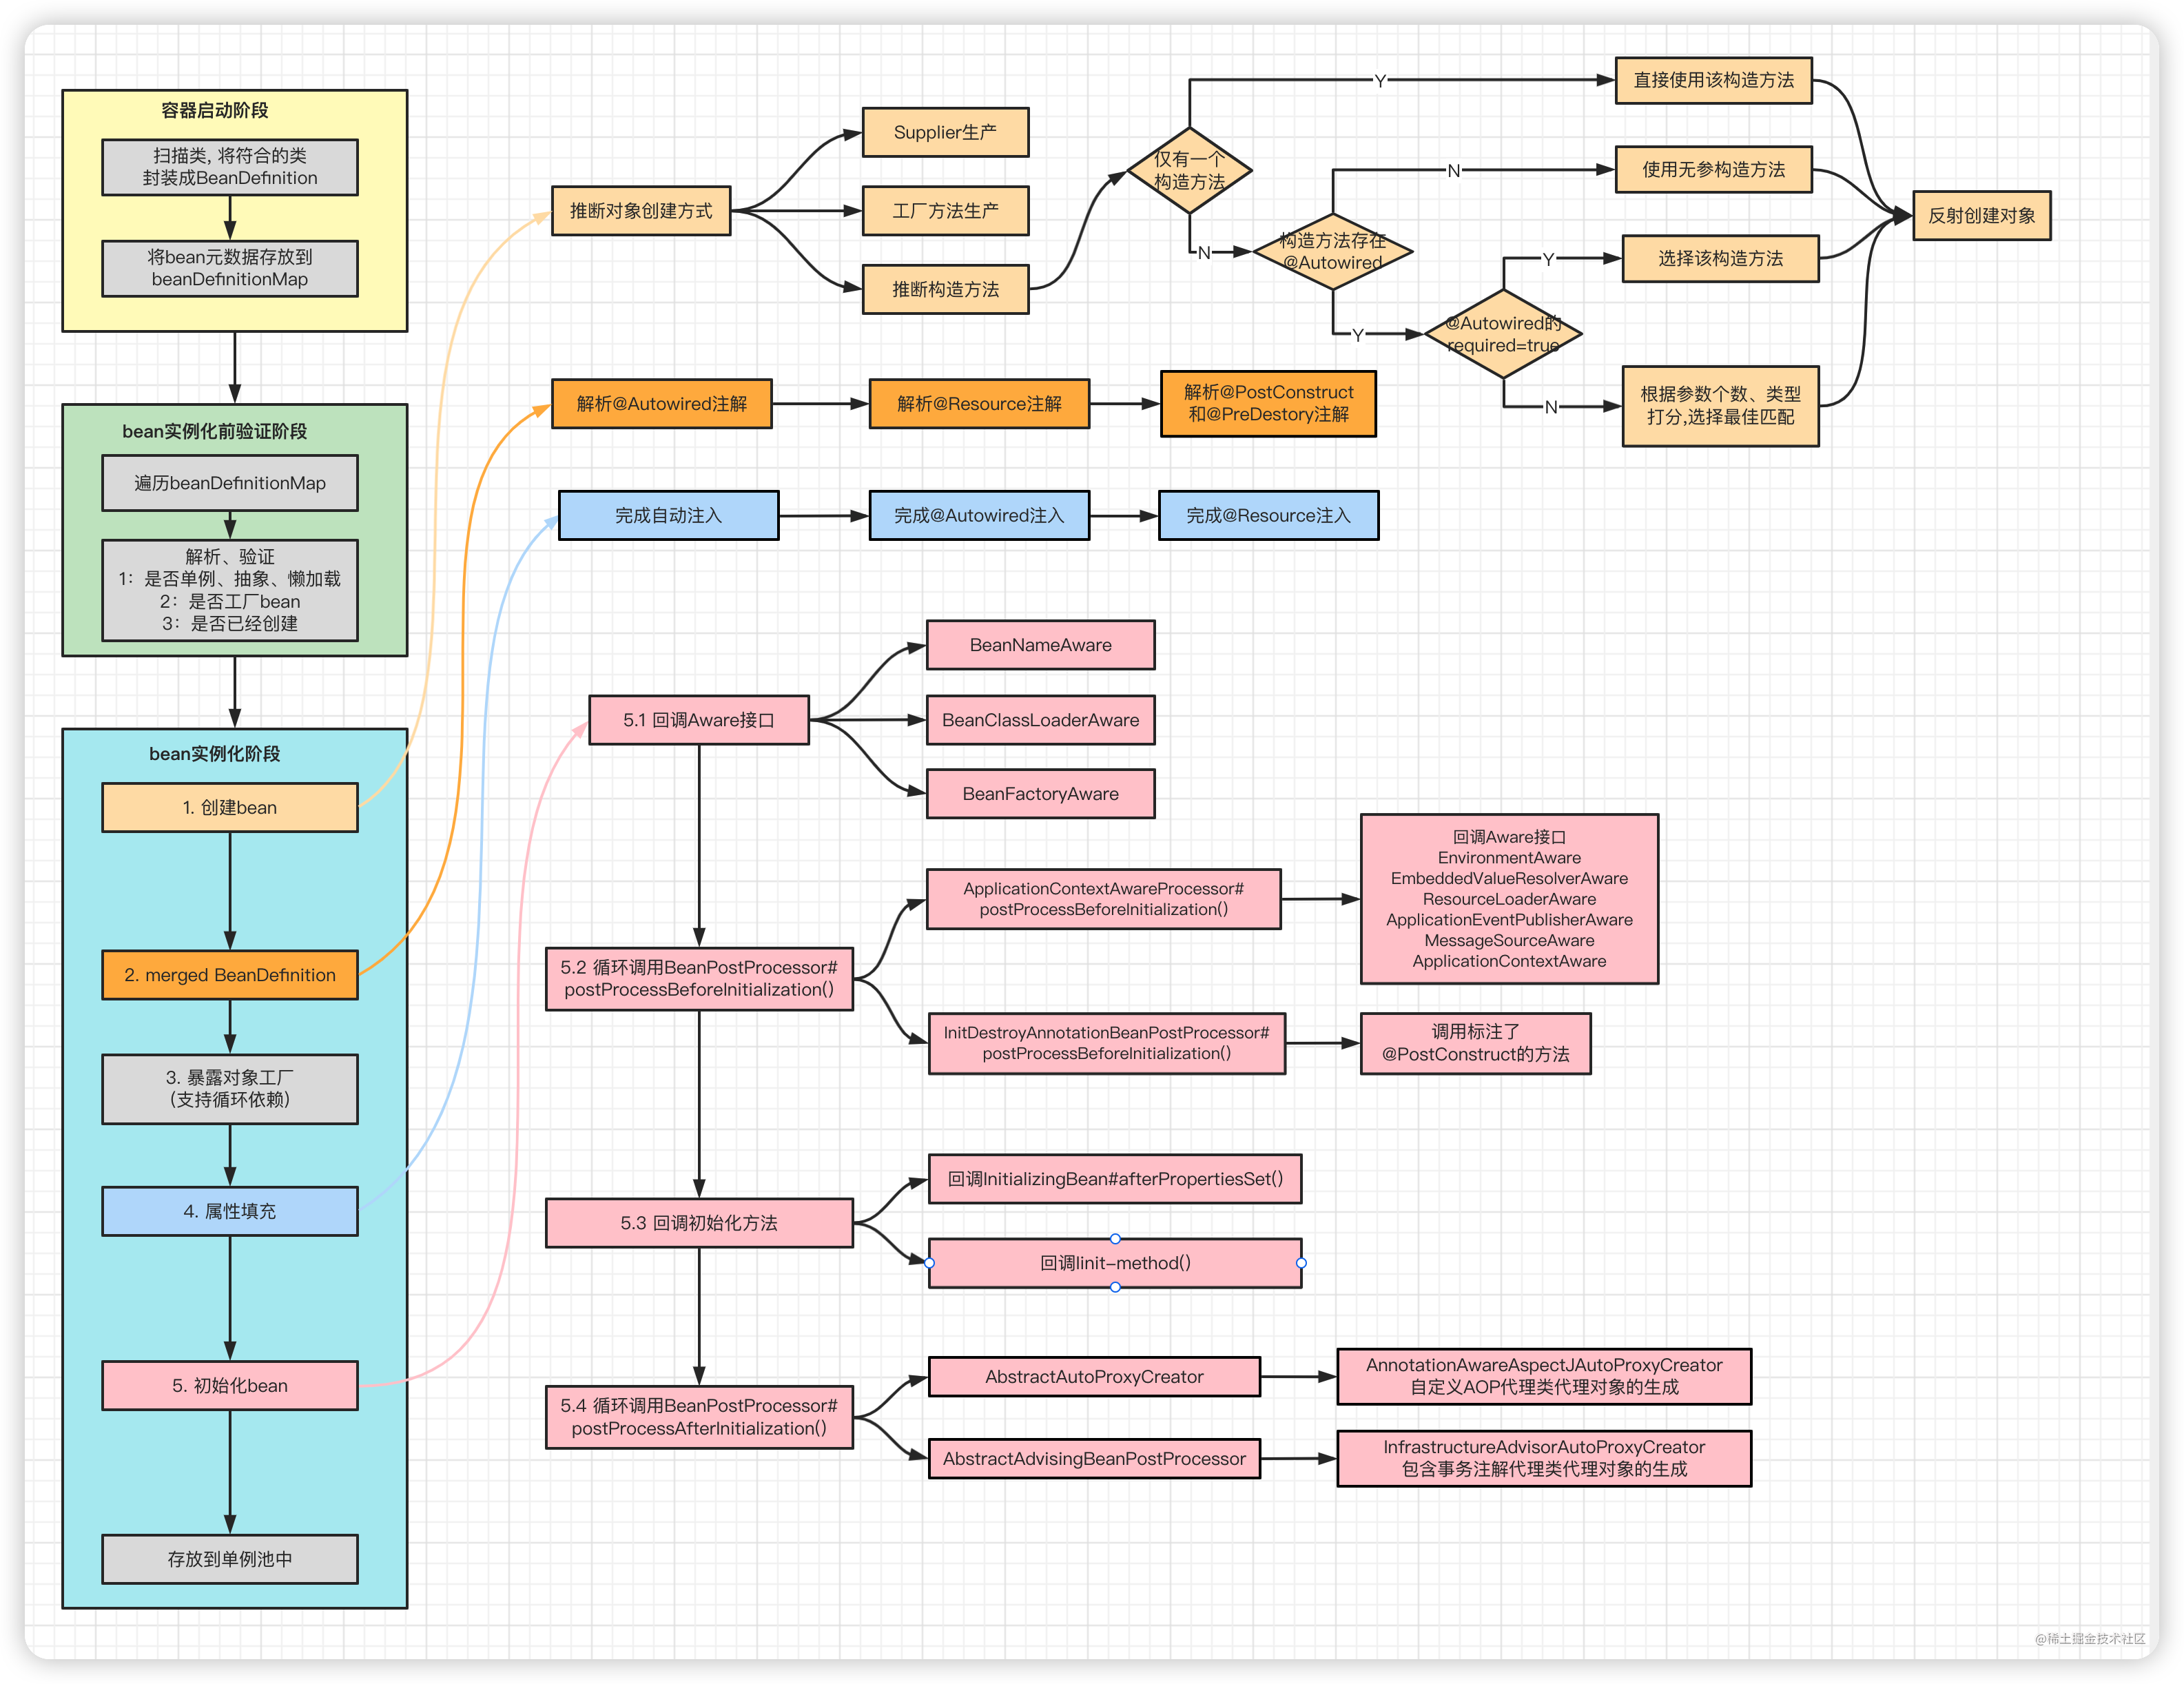 容器启动阶段
扫描类, 将符合的类
封装成BeanDefinition
将bean元数据存放到
beanDefinitionMap
bean实例化前验证阶段
遍历beanDefinitionMap
解析、验证
1：是否单例、抽象、懒加载
2：是否工厂bean
3：是否已经创建
bean实例化阶段
1. 创建bean
2. merged BeanDefinition
3. 暴露对象工厂
(支持循环依赖)
4. 属性填充
5. 初始化bean
存放到单例池中
推断对象创建方式
Supplier生产
工厂方法生产
推断构造方法
仅有一个
构造方法
Y
直接使用该构造方法
N
构造方法存在
@Autowired
N
使用无参构造方法
Y
@Autowired的
required=true
Y
选择该构造方法
N
根据参数个数、类型
打分,选择最佳匹配
反射创建对象
解析@Autowired注解
解析@Resource注解
解析@PostConstruct
和@PreDestory注解
完成自动注入
完成@Autowired注入
完成@Resource注入
5.1 回调Aware接口
BeanNameAware
BeanClassLoaderAware
BeanFactoryAware
5.2 循环调用BeanPostProcessor#
postProcessBeforeInitialization()
ApplicationContextAwareProcessor#
postProcessBeforeInitialization()
回调Aware接口
EnvironmentAware
EmbeddedValueResolverAware
ResourceLoaderAware
ApplicationEventPublisherAware
MessageSourceAware
ApplicationContextAware
InitDestroyAnnotationBeanPostProcessor#
postProcessBeforeInitialization()
调用标注了
@PostConstruct的方法
5.3 回调初始化方法
回调InitializingBean#afterPropertiesSet()
回调Iinit-method()
5.4 循环调用BeanPostProcessor#
postProcessAfterInitialization()
AbstractAutoProxyCreator
AnnotationAwareAspectJAutoProxyCreator
自定义AOP代理类代理对象的生成
AbstractAdvisingBeanPostProcessor
InfrastructureAdvisorAutoProxyCreator
包含事务注解代理类代理对象的生成
@稀土掘金技术社区